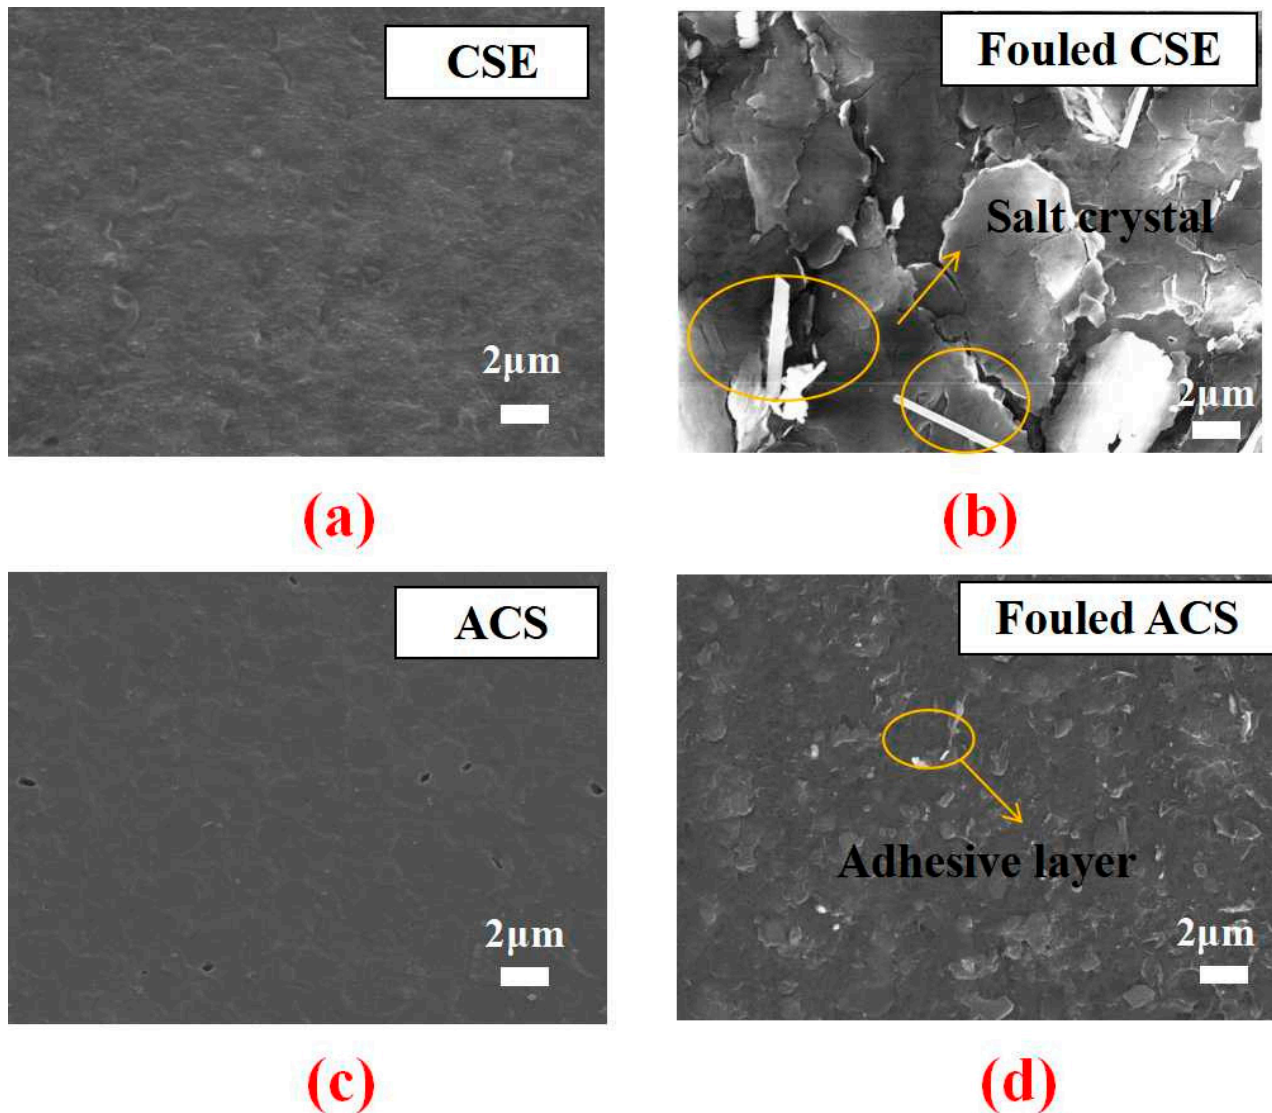 CSE
2μm
(a)
Fouled CSE
Salt crystal
2μm
(b)
ACS
2μm
(c)
Fouled ACS
Adhesive layer
2μm
(d)